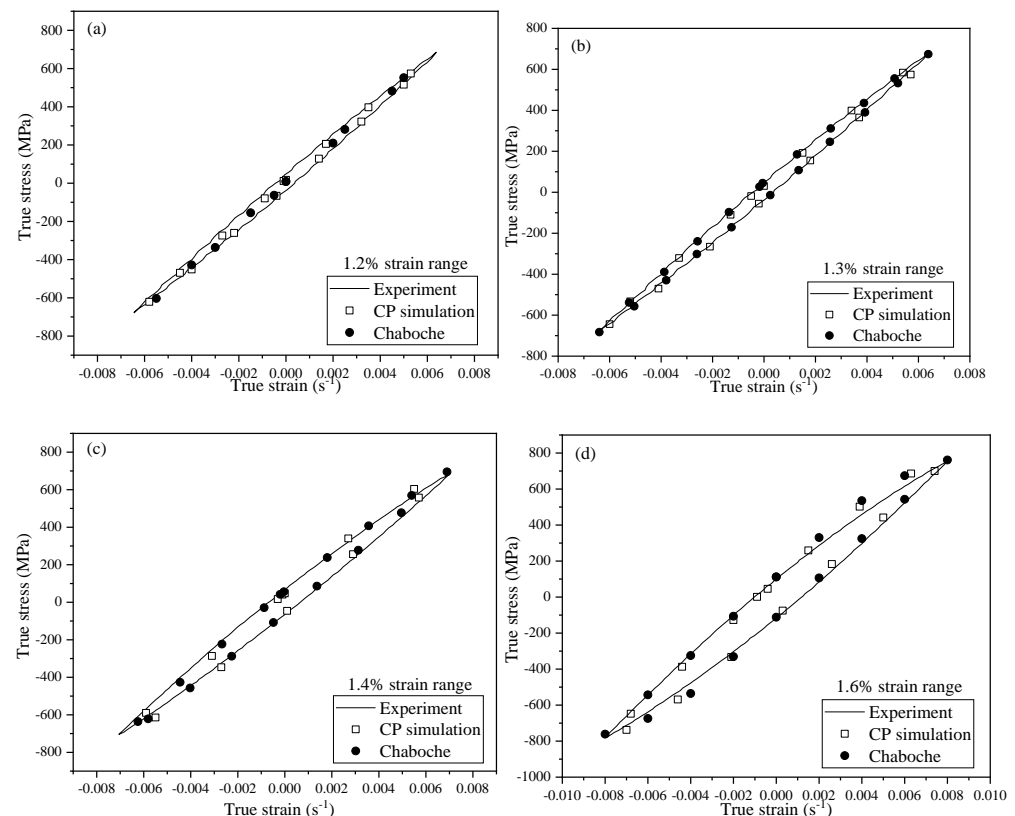 (a)
800
600
400
200
0
-200
-400
-600
-800
True stress (MPa)
1.2% strain range
Experiment
CP simulation
Chaboche
-0.008 -0.006 -0.004 -0.002 0.000 0.002 0.004 0.006 0.008
True strain (s-1)
(b)
800
600
400
200
0
-200
-400
-600
-800
True stress (MPa)
1.3% strain range
Experiment
CP simulation
Chaboche
-0.008 -0.006 -0.004 -0.002 0.000 0.002 0.004 0.006 0.008
True strain (s-1)
(c)
800
600
400
200
0
-200
-400
-600
-800
True stress (MPa)
1.4% strain range
Experiment
CP simulation
Chaboche
-0.008 -0.006 -0.004 -0.002 0.000 0.002 0.004 0.006 0.008
True strain (s-1)
(d)
800
600
400
200
0
-200
-400
-600
-800
-1000
True stress (MPa)
1.6% strain range
Experiment
CP simulation
Chaboche
-0.010 -0.008 -0.006 -0.004 -0.002 0.000 0.002 0.004 0.006 0.008 0.010
True strain (s-1)